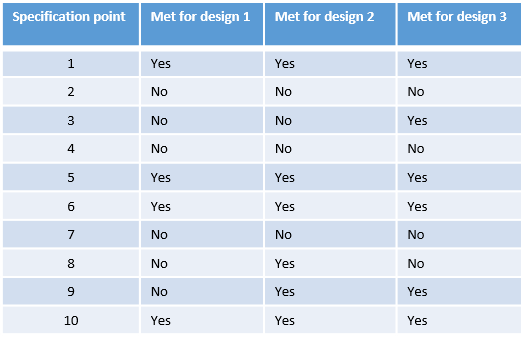 Specification point Met for design 1 Met for design 2 Met for design 3
1 Yes Yes Yes
2 No No No
3 No No Yes
4 No No No
5 Yes Yes Yes
6 Yes Yes Yes
7 No No No
8 No Yes No
9 No Yes Yes
10 Yes Yes Yes